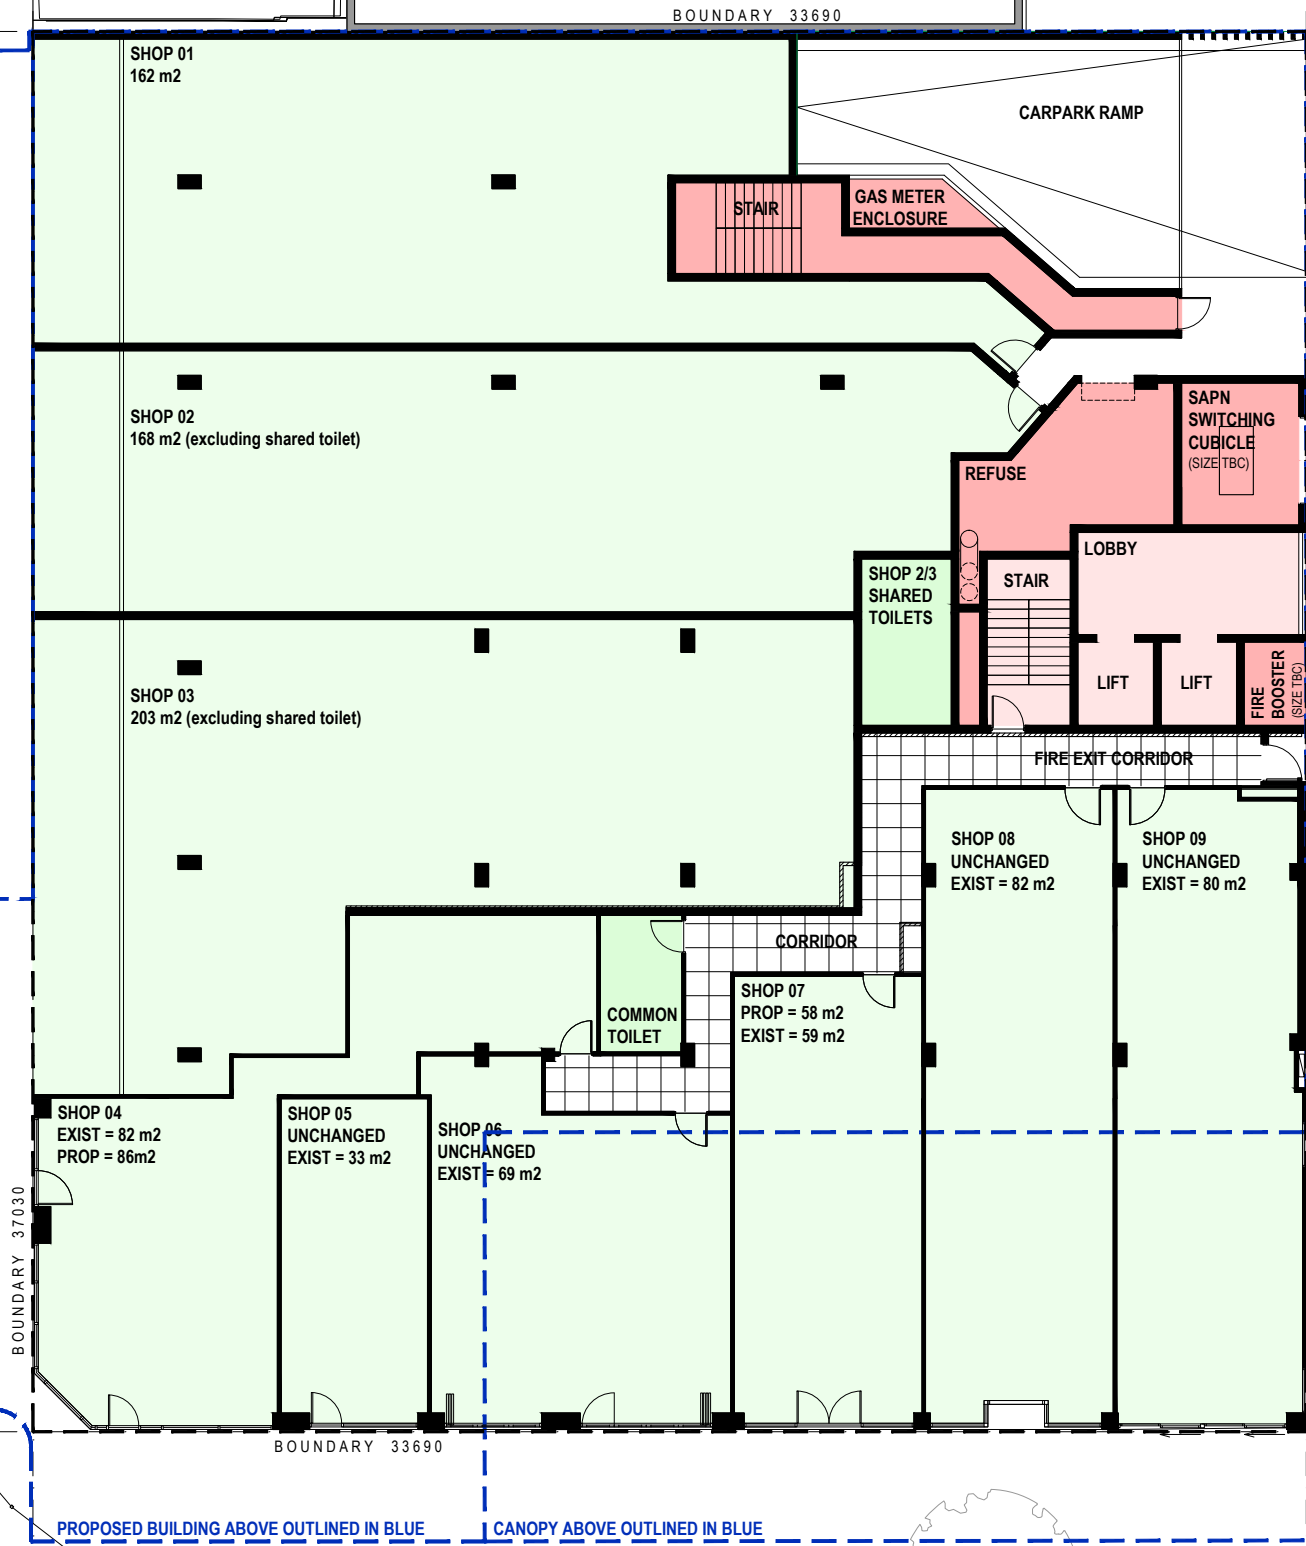 BOUNDARY 33690
SHOP 01
162 m2
CARPARK RAMP
STAIR
GAS METER
ENCLOSURE
SHOP 02
168 m2 (excluding shared toilet)
SAPN
SWITCHING
CUBICLE
(SIZE TBC)
REFUSE
LOBBY
SHOP 2/3
SHARED
TOILETS
STAIR
LIFT
LIFT
FIRE
BOOSTER
(SIZE TBC)
SHOP 03
203 m2 (excluding shared toilet)
FIRE EXIT CORRIDOR
SHOP 08
UNCHANGED
EXIST = 82 m2
SHOP 09
UNCHANGED
EXIST = 80 m2
CORRIDOR
SHOP 07
PROP = 58 m2
EXIST = 59 m2
COMMON
TOILET
SHOP 04
EXIST = 82 m2
PROP = 86m2
SHOP 05
UNCHANGED
EXIST = 33 m2
SHOP 06
UNCHANGED
EXIST = 69 m2
BOUNDARY 37030
BOUNDARY 33690
PROPOSED BUILDING ABOVE OUTLINED IN BLUE
CANOPY ABOVE OUTLINED IN BLUE